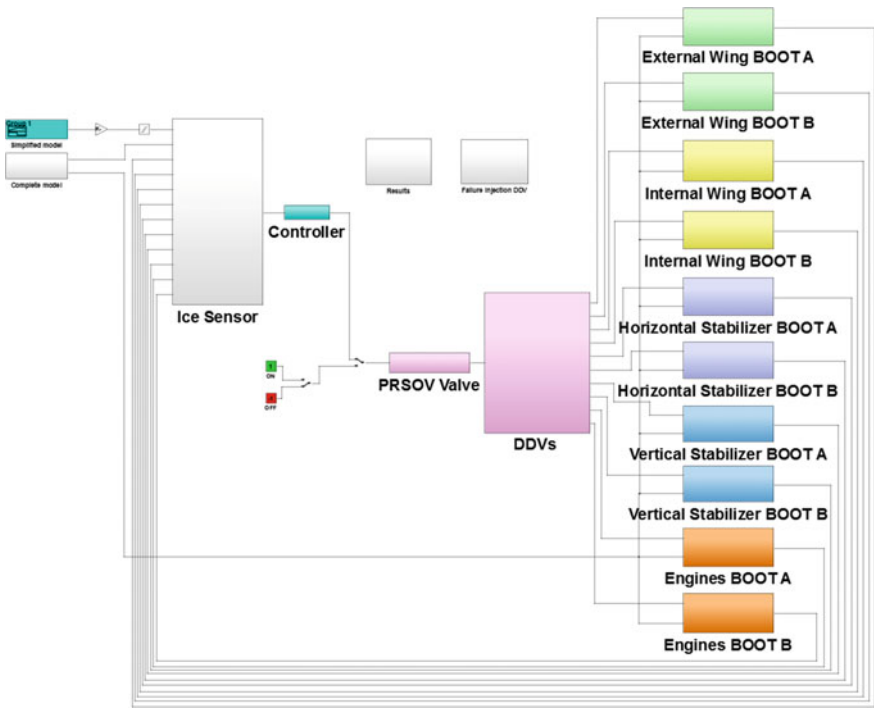 Group 1
Simplified model
Complete model
Ice Sensor
Controller
Results
Failure Injection DDV
ON
OFF
PRSOV Valve
DDVs
External Wing BOOT A
External Wing BOOT B
Internal Wing BOOT A
Internal Wing BOOT B
Horizontal Stabilizer BOOT A
Horizontal Stabilizer BOOT B
Vertical Stabilizer BOOT A
Vertical Stabilizer BOOT B
Engines BOOT A
Engines BOOT B